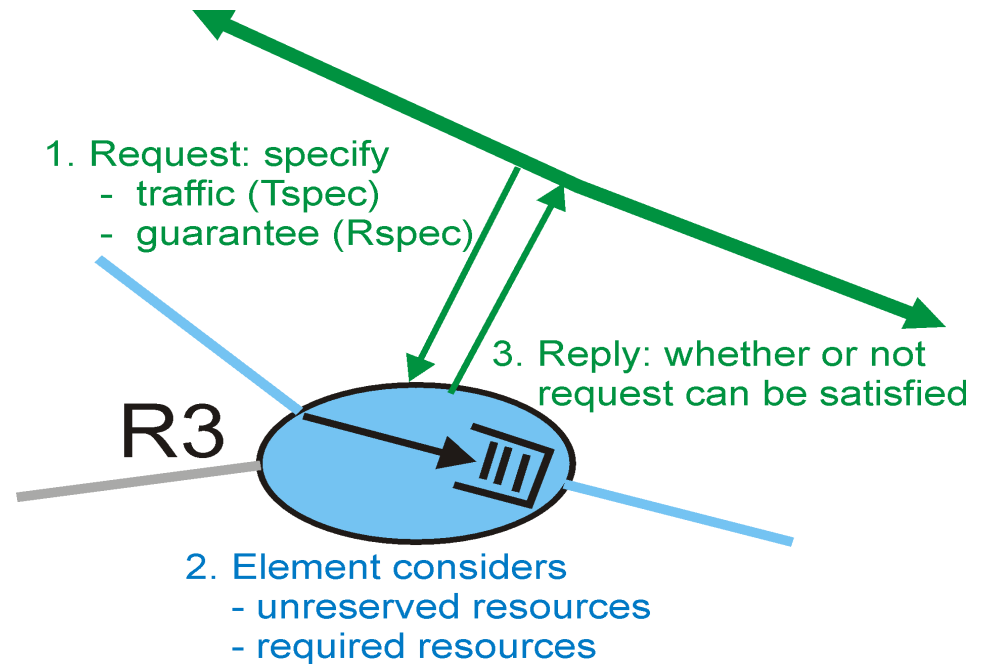 1. Request: specify
- traffic (Tspec)
- guarantee (Rspec)
3. Reply: whether or not
request can be satisfied
R3
2. Element considers
- unreserved resources
- required resources